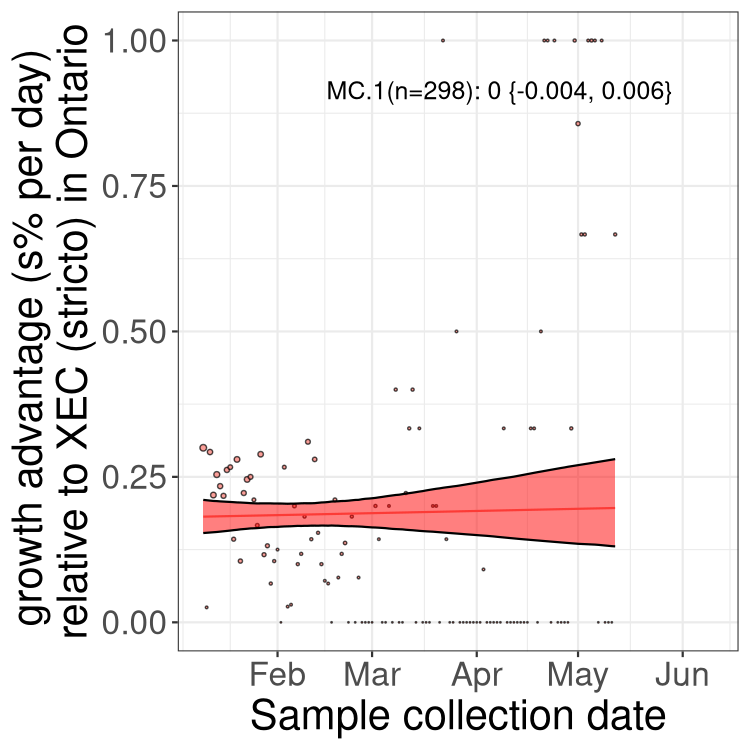 growth advantage (s% per day)
relative to XEC (stricto) in Ontario
1.00
0.75
0.50
0.25
0.00
MC.1(n=298): 0 {-0.004, 0.006}
Feb Mar Apr May Jun
Sample collection date